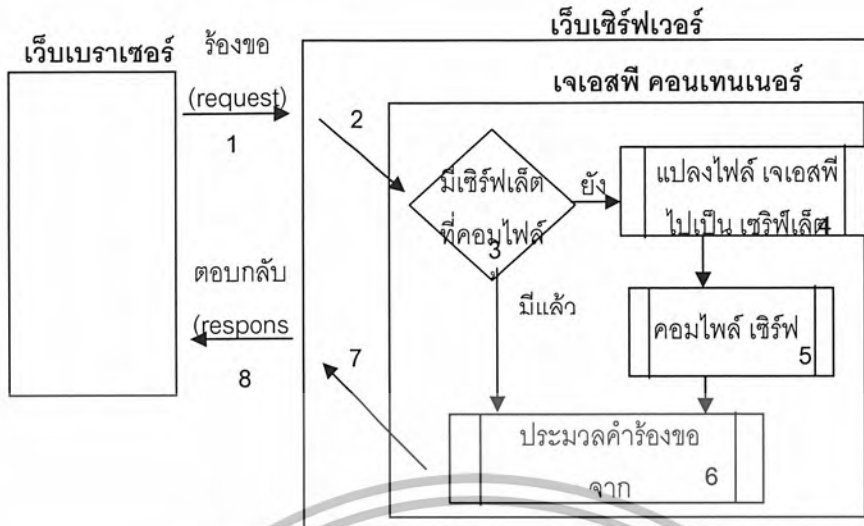 เว็บเซิร์ฟเวอร์
เว็บเบราเซอร์
ร้องขอ
(request)
1
เจเอสพี คอนเทนเนอร์
2
มีเซิร์ฟเล็ต
ที่คอมไฟล์
3
ยัง
แปลงไฟล์ เจเอสพี
ไปเป็น เซริฟ์เล็ต
4
ตอบกลับ
(respons
8
มีแล้ว
คอมไพล์ เซิร์ฟ
5
7
ประมวลคำร้องขอ
จาก
6